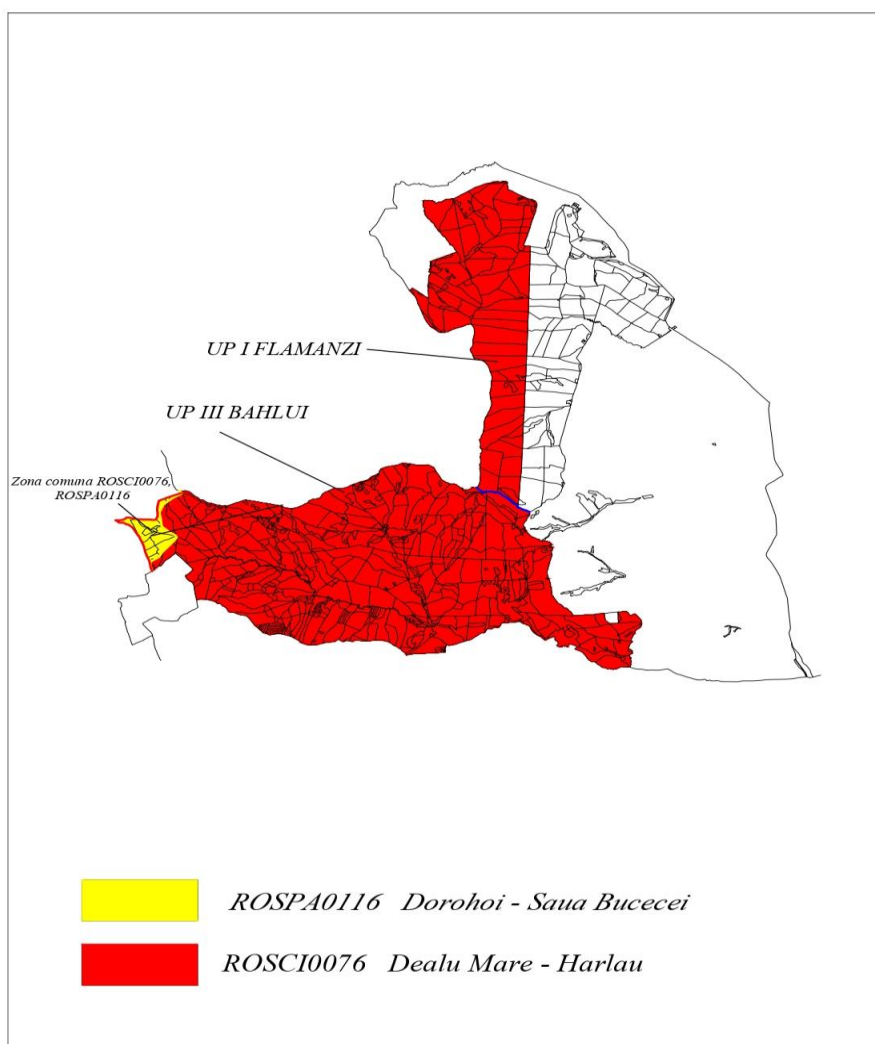 UP I FLAMANZI
UP III BAHLUI
Zona comuna ROSCI0076,
ROSPA0116
ROSPA0116 Dorohoi - Saua Bucecei
ROSCI0076 Dealu Mare - Harlau